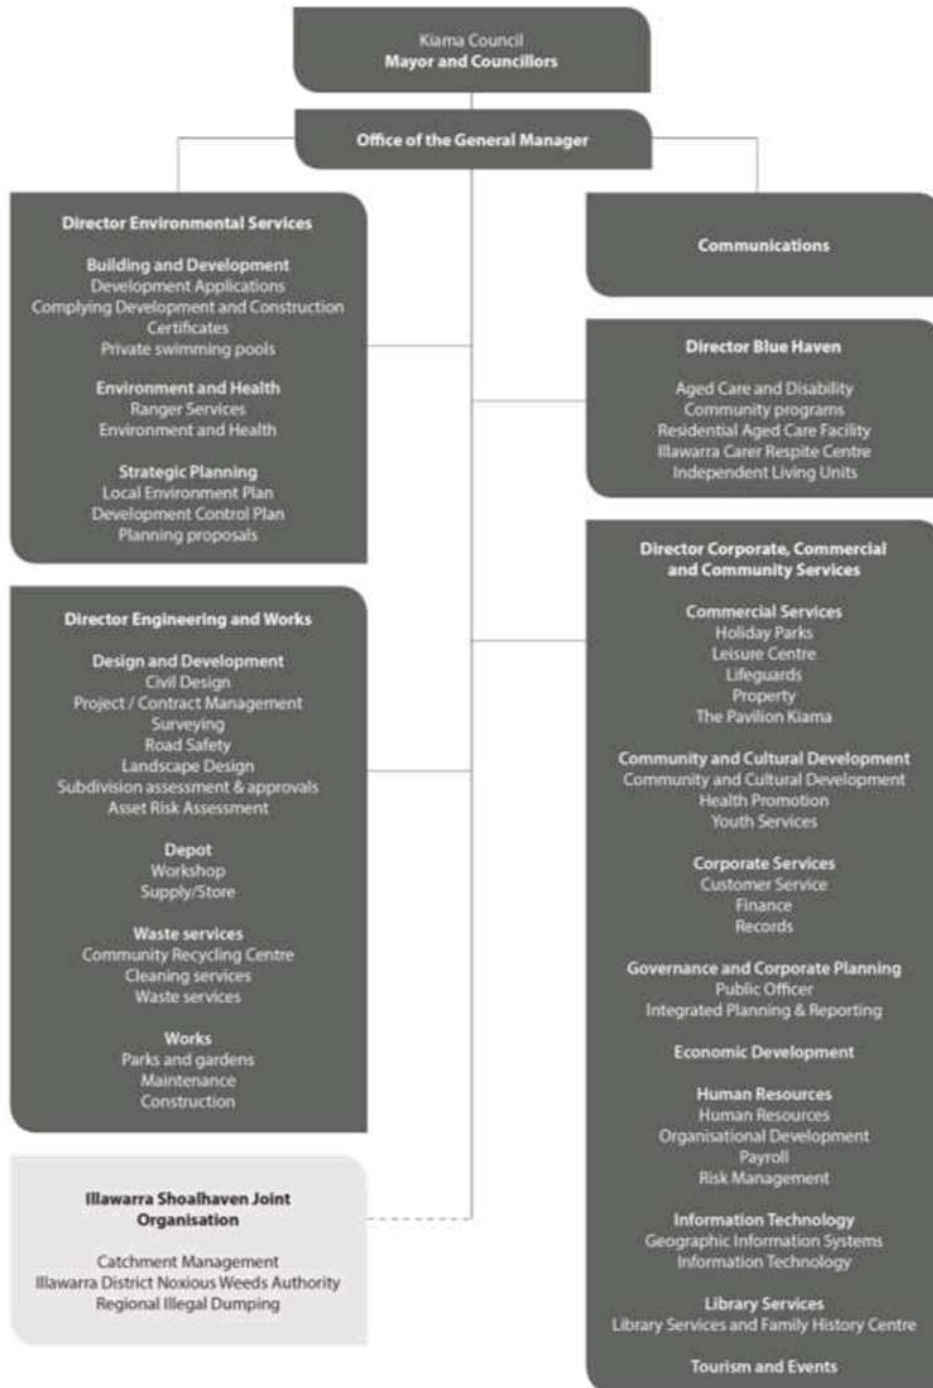 Kiama Council
Mayor and Councillors
Office of the General Manager
Director Environmental Services
Building and Development
Development Applications
Complying Development and Construction
Certificates
Private swimming pools
Environment and Health
Ranger Services
Environment and Health
Strategic Planning
Local Environment Plan
Development Control Plan
Planning proposals
Director Engineering and Works
Design and Development
Civil Design
Project / Contract Management
Surveying
Road Safety
Landscape Design
Subdivision assessment & approvals
Asset Risk Assessment
Depot
Workshop
Supply/Store
Waste services
Community Recycling Centre
Cleaning services
Waste services
Works
Parks and gardens
Maintenance
Construction
Illawarra Shoalhaven Joint
Organisation
Catchment Management
Illawarra District Noxious Weeds Authority
Regional Illegal Dumping
Communications
Director Blue Haven
Aged Care and Disability
Community programs
Residential Aged Care Facility
Illawarra Carer Respite Centre
Independent Living Units
Director Corporate, Commercial
and Community Services
Commercial Services
Holiday Parks
Leisure Centre
Lifeguards
Property
The Pavilion Kiama
Community and Cultural Development
Community and Cultural Development
Health Promotion
Youth Services
Corporate Services
Customer Service
Finance
Records
Governance and Corporate Planning
Public Officer
Integrated Planning & Reporting
Economic Development
Human Resources
Human Resources
Organisational Development
Payroll
Risk Management
Information Technology
Geographic Information Systems
Information Technology
Library Services
Library Services and Family History Centre
Tourism and Events